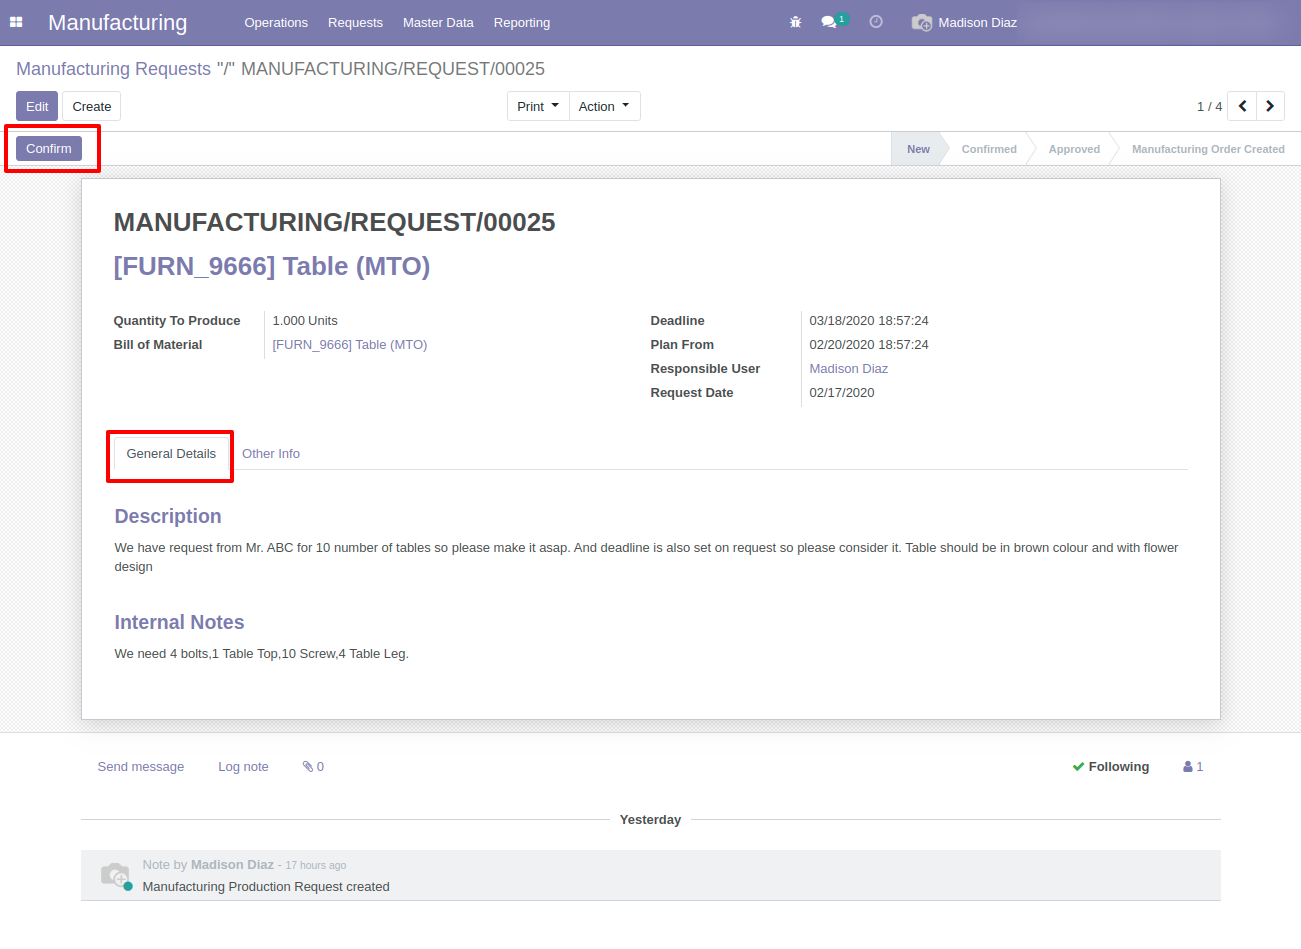 Manufacturing Operations Requests Master Data Reporting 1 Madison Diaz
Manufacturing Requests "/" MANUFACTURING/REQUEST/00025
Edit Create Print Action 1 / 4
Confirm New Confirmed Approved Manufacturing Order Created
MANUFACTURING/REQUEST/00025
[FURN_9666] Table (MTO)
Quantity To Produce 1.000 Units Deadline 03/18/2020 18:57:24
Bill of Material [FURN_9666] Table (MTO) Plan From 02/20/2020 18:57:24
Responsible User Madison Diaz
Request Date 02/17/2020
General Details Other Info
Description
We have request from Mr. ABC for 10 number of tables so please make it asap. And deadline is also set on request so please consider it. Table should be in brown colour and with flower
design
Internal Notes
We need 4 bolts,1 Table Top,10 Screw,4 Table Leg.
Send message Log note 0 Following 1
Yesterday
Note by Madison Diaz - 17 hours ago
Manufacturing Production Request created